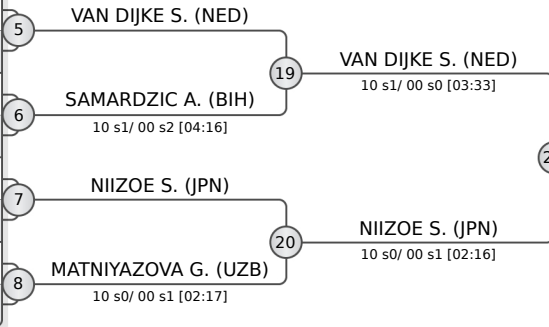 VAN DIJKE S. (NED)
5
19
VAN DIJKE S. (NED)
10 s1/ 00 s0 [03:33]
SAMARDZIC A. (BIH)
6
10 s1/ 00 s2 [04:16]
NIIZOE S. (JPN)
7
20
NIIZOE S. (JPN)
10 s0/ 00 s1 [02:16]
MATNIYAZOVA G. (UZB)
8
10 s0/ 00 s1 [02:17]